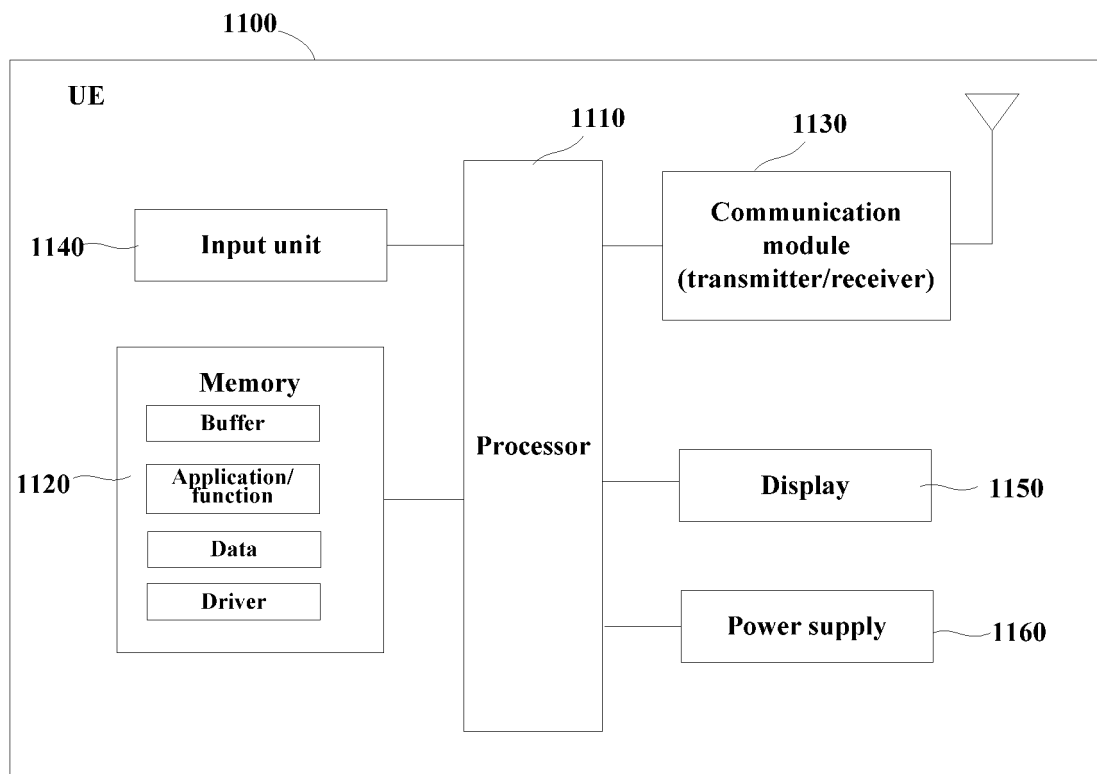 1100
UE
1110
1130
Communication
module
(transmitter/receiver)
1140
Input unit
Memory
Buffer
Application/
function
Data
Driver
1120
Processor
Display
1150
Power supply
1160